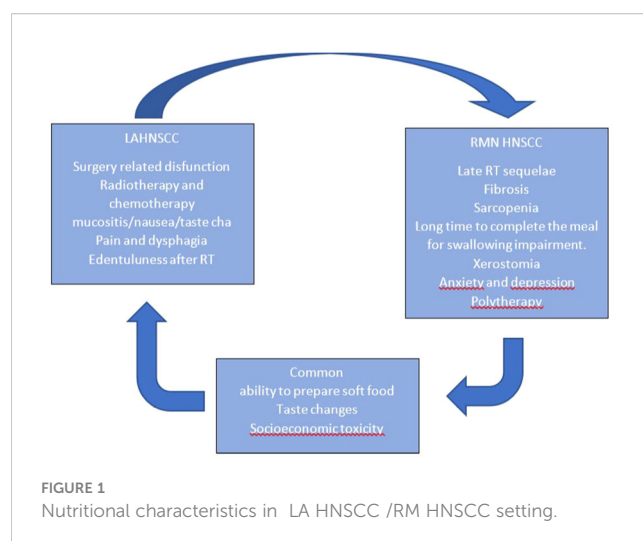 LAHNSCC
Surgery related disfunction
Radiotherapy and
chemotherapy
mucositis/nausea/taste cha
Pain and dysphagia
Edentuluness after RT
RMN HNSCC
Late RT sequelae
Fibrosis
Sarcopenia
Long time to complete the meal
for swallowing impairment.
Xerostomia
Anxiety and depression
Polytherapy
Common
ability to prepare soft food
Taste changes
Socioeconomic toxicity
FIGURE 1
Nutritional characteristics in LA HNSCC /RM HNSCC setting.